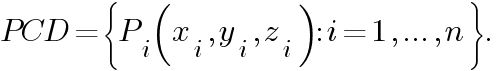 PCD = { P_i ( x_i , y_i , z_i ) : i = 1 , ... , n } .